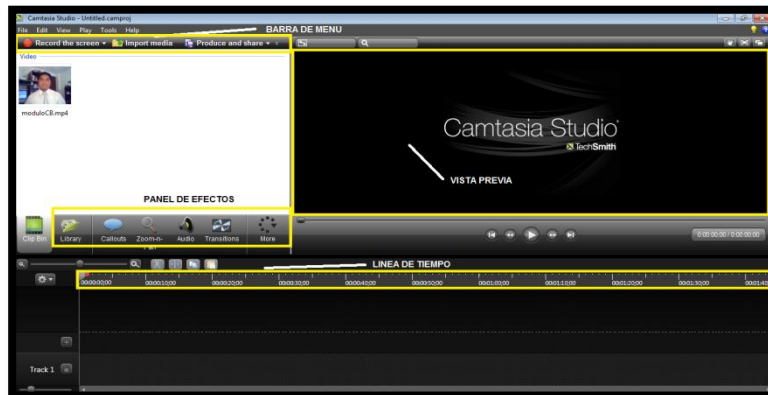 Camtasia Studio - Untitled.camproj
File Edit View Play Tools Help
BARRA DE MENU
Record the screen Import media Produce and share
Video
moduloCB.mp4
Camtasia Studio
TechSmith
VISTA PREVIA
PANEL DE EFECTOS
Clip Bin Library Callouts Zoom-n- Audio Transitions More
0:00:00;00 / 0:00:00;00
LINEA DE TIEMPO
00:00:00;00 00:00:10;00 00:00:20;00 00:00:30;00 00:00:40;00 00:00:50;00 00:01:00;00 00:01:10;00 00:01:20;00 00:01:30;00 00:01:40
Track 1